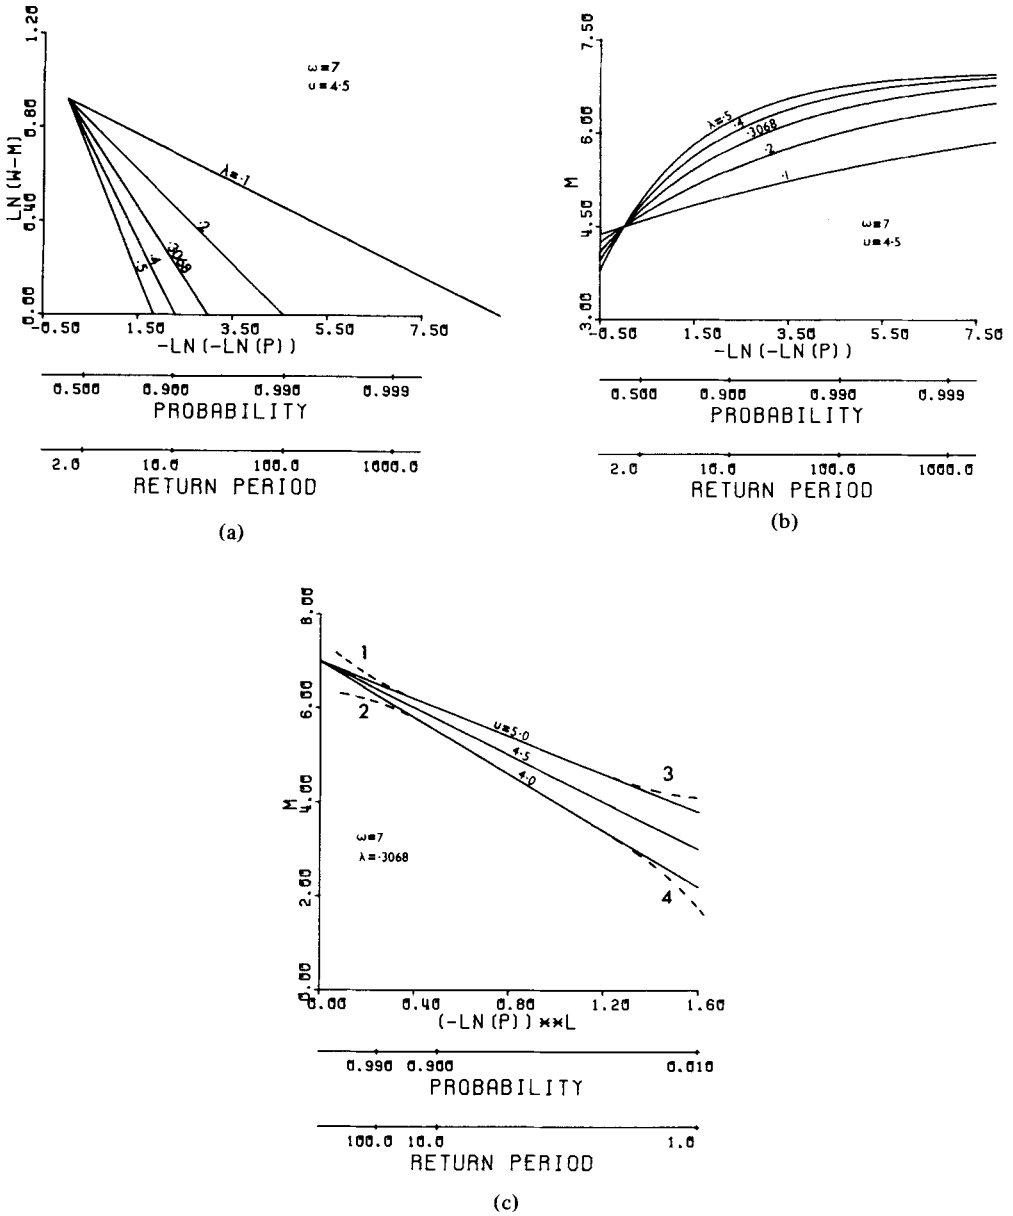 1.20
0.80
0.40
0.00
LN(W-M)
ω=7
u=4·5
λ=·1
·2
·3068
·4
·5
-0.50 1.50 3.50 5.50 7.50
-LN(-LN(P))
0.500 0.900 0.990 0.999
PROBABILITY
2.0 10.0 100.0 1000.0
RETURN PERIOD
(a)
7.50
6.00
4.50
3.00
M
λ=·5
·4
·3068
·2
·1
ω=7
u=4·5
-0.50 1.50 3.50 5.50 7.50
-LN(-LN(P))
0.500 0.900 0.990 0.999
PROBABILITY
2.0 10.0 100.0 1000.0
RETURN PERIOD
(b)
8.00
6.00
4.00
2.00
0.00
M
1
2
u=5·0
4·5
4·0
3
4
ω=7
λ=·3068
0.00 0.40 0.80 1.20 1.60
(-LN(P))**L
0.990 0.900 0.010
PROBABILITY
100.0 10.0 1.0
RETURN PERIOD
(c)